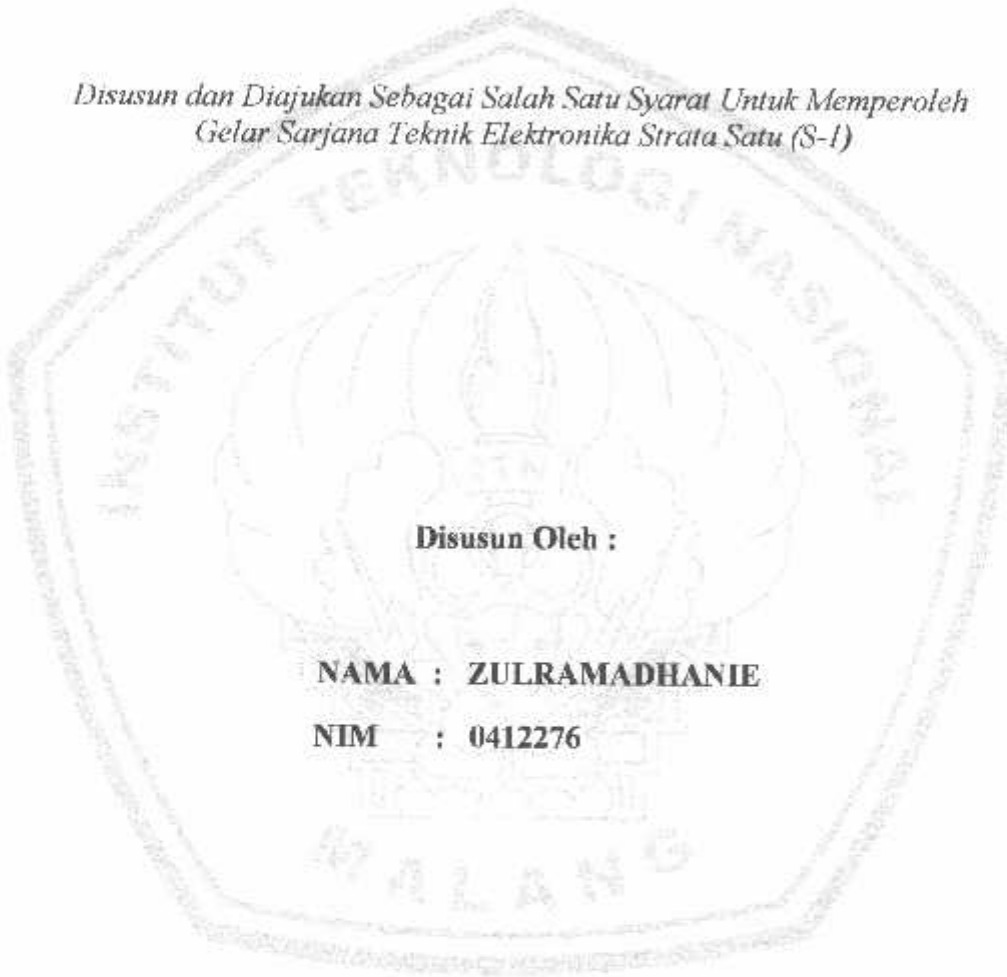 Disusun dan Diajukan Sebagai Salah Satu Syarat Untuk Memperoleh
Gelar Sarjana Teknik Elektronika Strata Satu (S-1)
INSTITUT TEKNOLOGI NASIONAL
ITN
Disusun Oleh :
NAMA : ZULRAMADHANIE
NIM : 0412276
MALANG